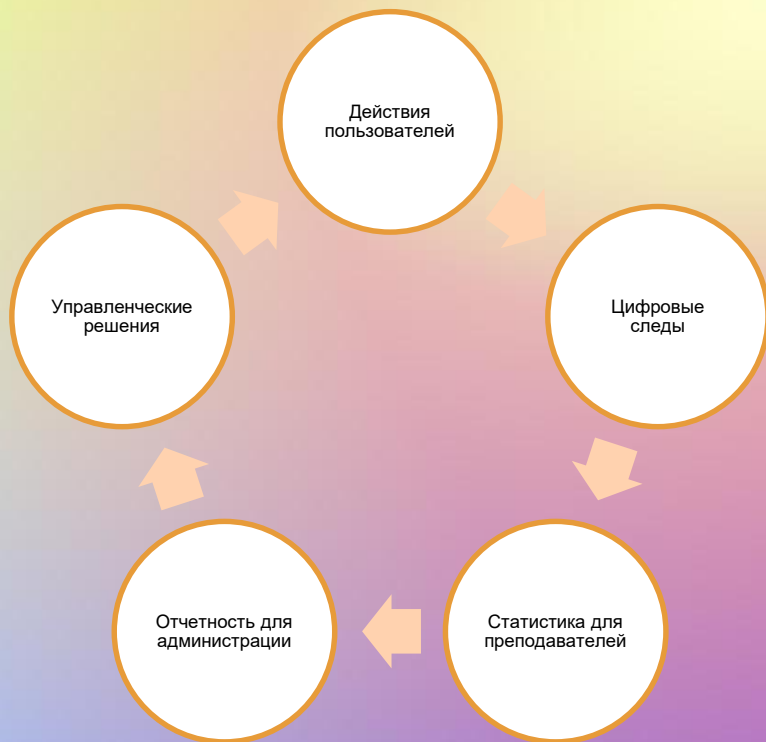 Действия
пользователей
Цифровые
следы
Статистика для
преподавателей
Отчетность для
администрации
Управленческие
решения